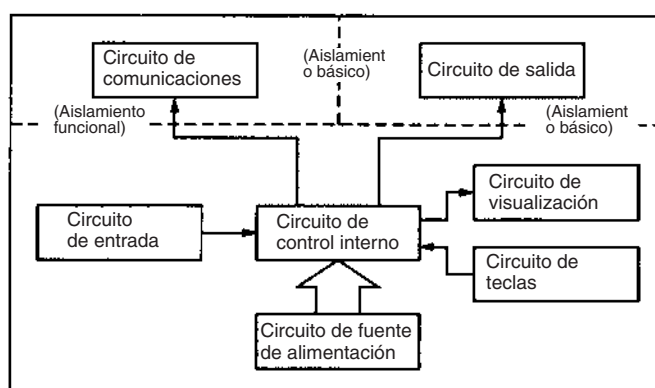 Circuito de
comunicaciones
(Aislamient
o básico)
Circuito de salida
(Aislamiento
funcional)
(Aislamient
o básico)
Circuito
de entrada
Circuito de
control interno
Circuito de
visualización
Circuito de
teclas
Circuito de fuente
de alimentación